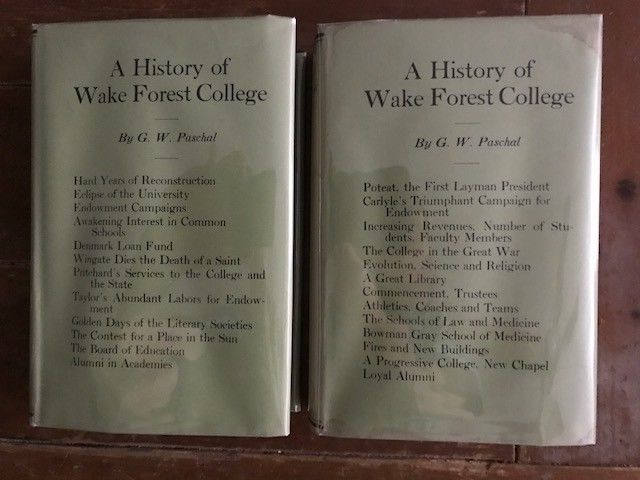 A History of
Wake Forest College
By G. W. Paschal
Hard Years of Reconstruction
Eclipse of the University
Endowment Campaigns
Awakening Interest in Common
Schools
Denmark Loan Fund
Wingate Dies the Death of a Saint
Pritchard's Services to the College and
the State
Taylor's Abundant Labors for Endow-
ment
Golden Days of the Literary Societies
The Contest for a Place in the Sun
The Board of Education
Alumni in Academies
A History of
Wake Forest College
By G. W. Paschal
Poteat, the First Layman President
Carlyle's Triumphant Campaign for
Endowment
Increasing Revenues, Number of Stu-
dents, Faculty Members
The College in the Great War
Evolution, Science and Religion
A Great Library
Commencement, Trustees
Athletics, Coaches and Teams
The Schools of Law and Medicine
Bowman Gray School of Medicine
Fires and New Buildings
A Progressive College, New Chapel
Loyal Alumni